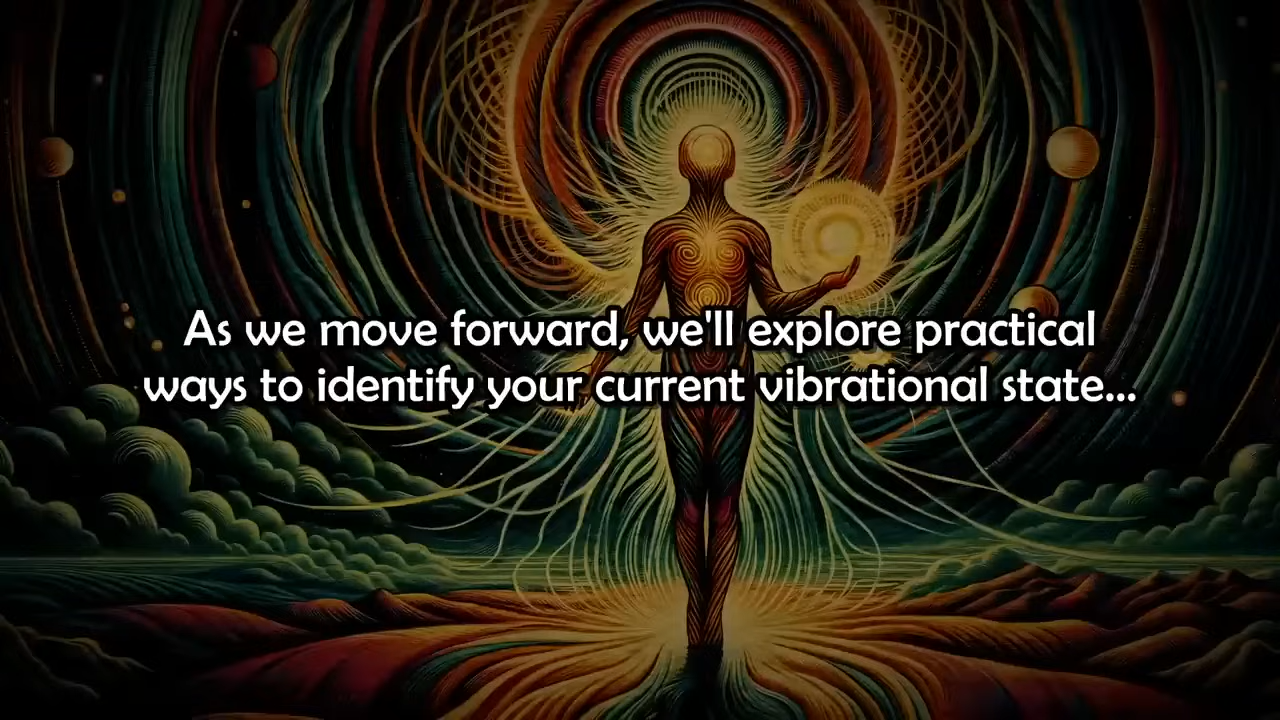 As we move forward, we'll explore practical
ways to identify your current vibrational state...